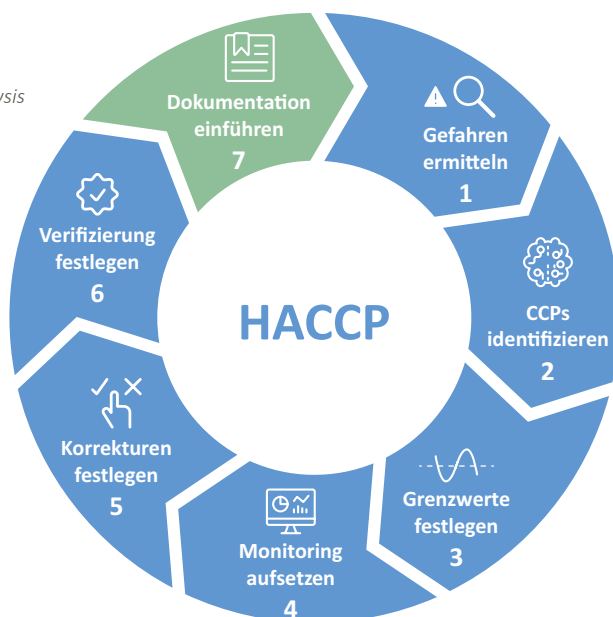 HACCP
Gefahren
ermitteln
1
CCPs
identifizieren
2
Grenzwerte
festlegen
3
Monitoring
aufsetzen
4
Korrekturen
festlegen
5
Verifizierung
festlegen
6
Dokumentation
einführen
7